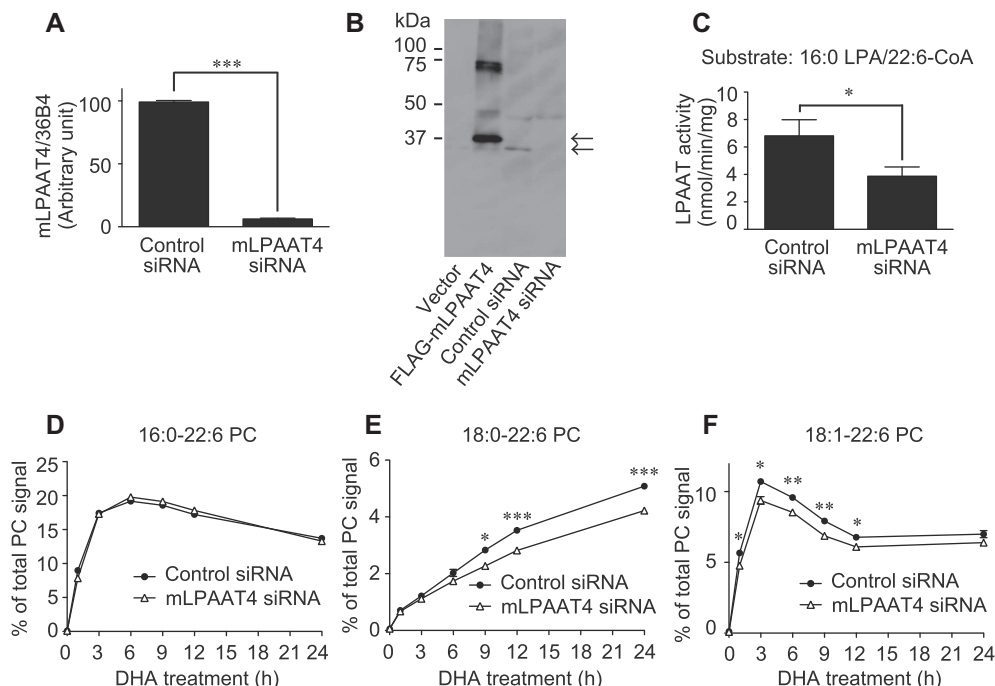 A
***
mLPAAT4/36B4
(Arbitrary unit)
100
50
0
Control
siRNA
mLPAAT4
siRNA
B
kDa
100
75
50
37
Vector
FLAG-mLPAAT4
Control siRNA
mLPAAT4 siRNA
C
Substrate: 16:0 LPA/22:6-CoA
*
LPAAT activity
(nmol/min/mg)
10
8
6
4
2
0
Control
siRNA
mLPAAT4
siRNA
D
16:0-22:6 PC
% of total PC signal
25
20
15
10
5
0
Control siRNA
mLPAAT4 siRNA
0 3 6 9 12 15 18 21 24
DHA treatment (h)
E
18:0-22:6 PC
% of total PC signal
6
4
2
0
* *** ***
Control siRNA
mLPAAT4 siRNA
0 3 6 9 12 15 18 21 24
DHA treatment (h)
F
18:1-22:6 PC
% of total PC signal
10
5
0
* * ** ** *
Control siRNA
mLPAAT4 siRNA
0 3 6 9 12 15 18 21 24
DHA treatment (h)